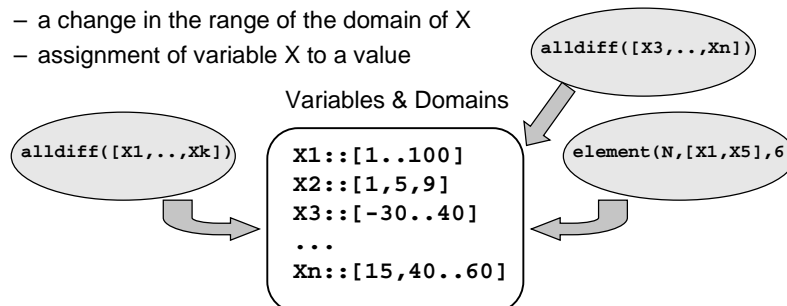 – a change in the range of the domain of X
– assignment of variable X to a value
alldiff([X3,..,Xn])
Variables & Domains
alldiff([X1,..,Xk])
element(N,[X1,X5],6
X1::[1..100]
X2::[1,5,9]
X3::[-30..40]
...
Xn::[15,40..60]